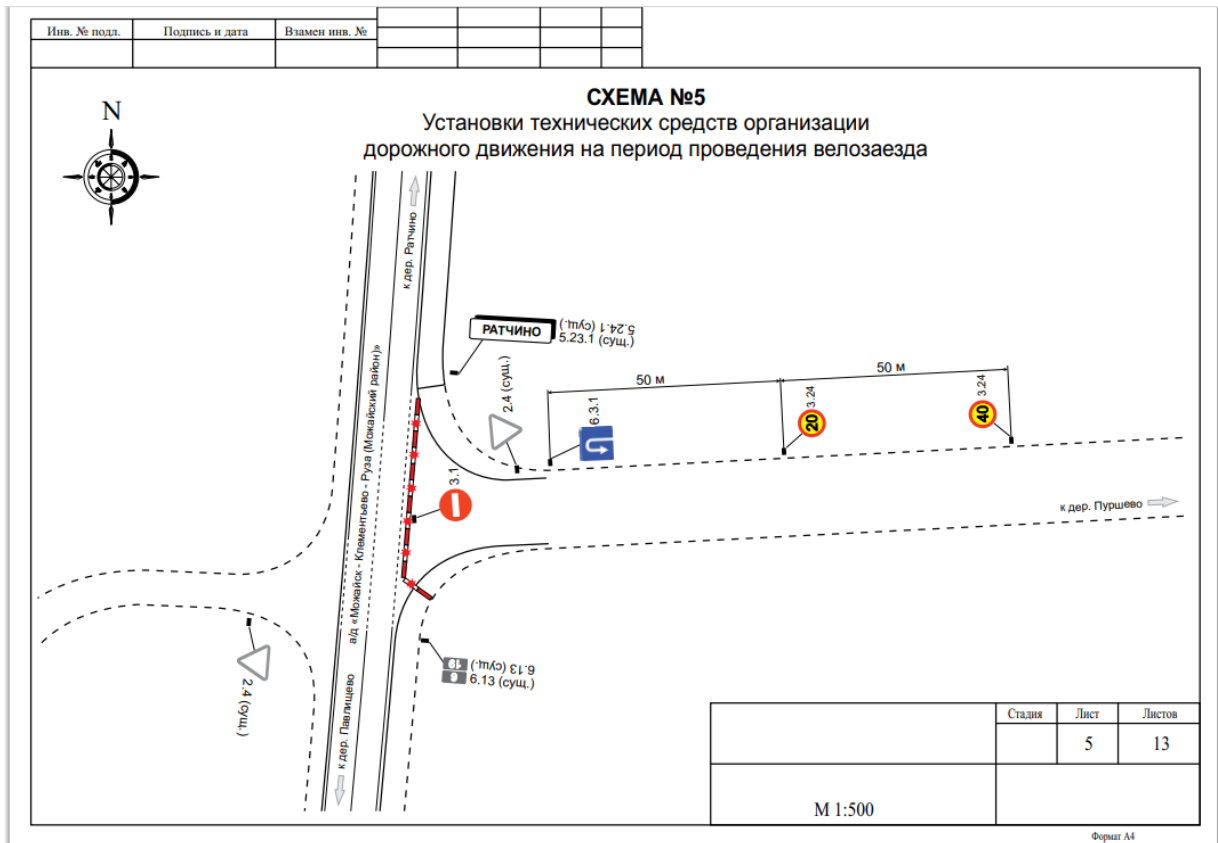 Инв. № подл. Подпись и дата Взамен инв. №
N
СХЕМА №5
Установки технических средств организации
дорожного движения на период проведения велозаезда
к дер. Ратчино
РАТЧИНО
5.24.1 (сущ.)
5.23.1 (сущ.)
2.4 (сущ.)
50 м
50 м
6.3.1
20
3.24
40
3.24
3.1
а/д «Можайск - Клементьево - Руза (Можайский район)»
к дер. Пуршево
2.4 (сущ.)
19 6.13 (сущ.)
6 6.13 (сущ.)
к дер. Павлищево
Стадия Лист Листов
5 13
М 1:500
Формат А4